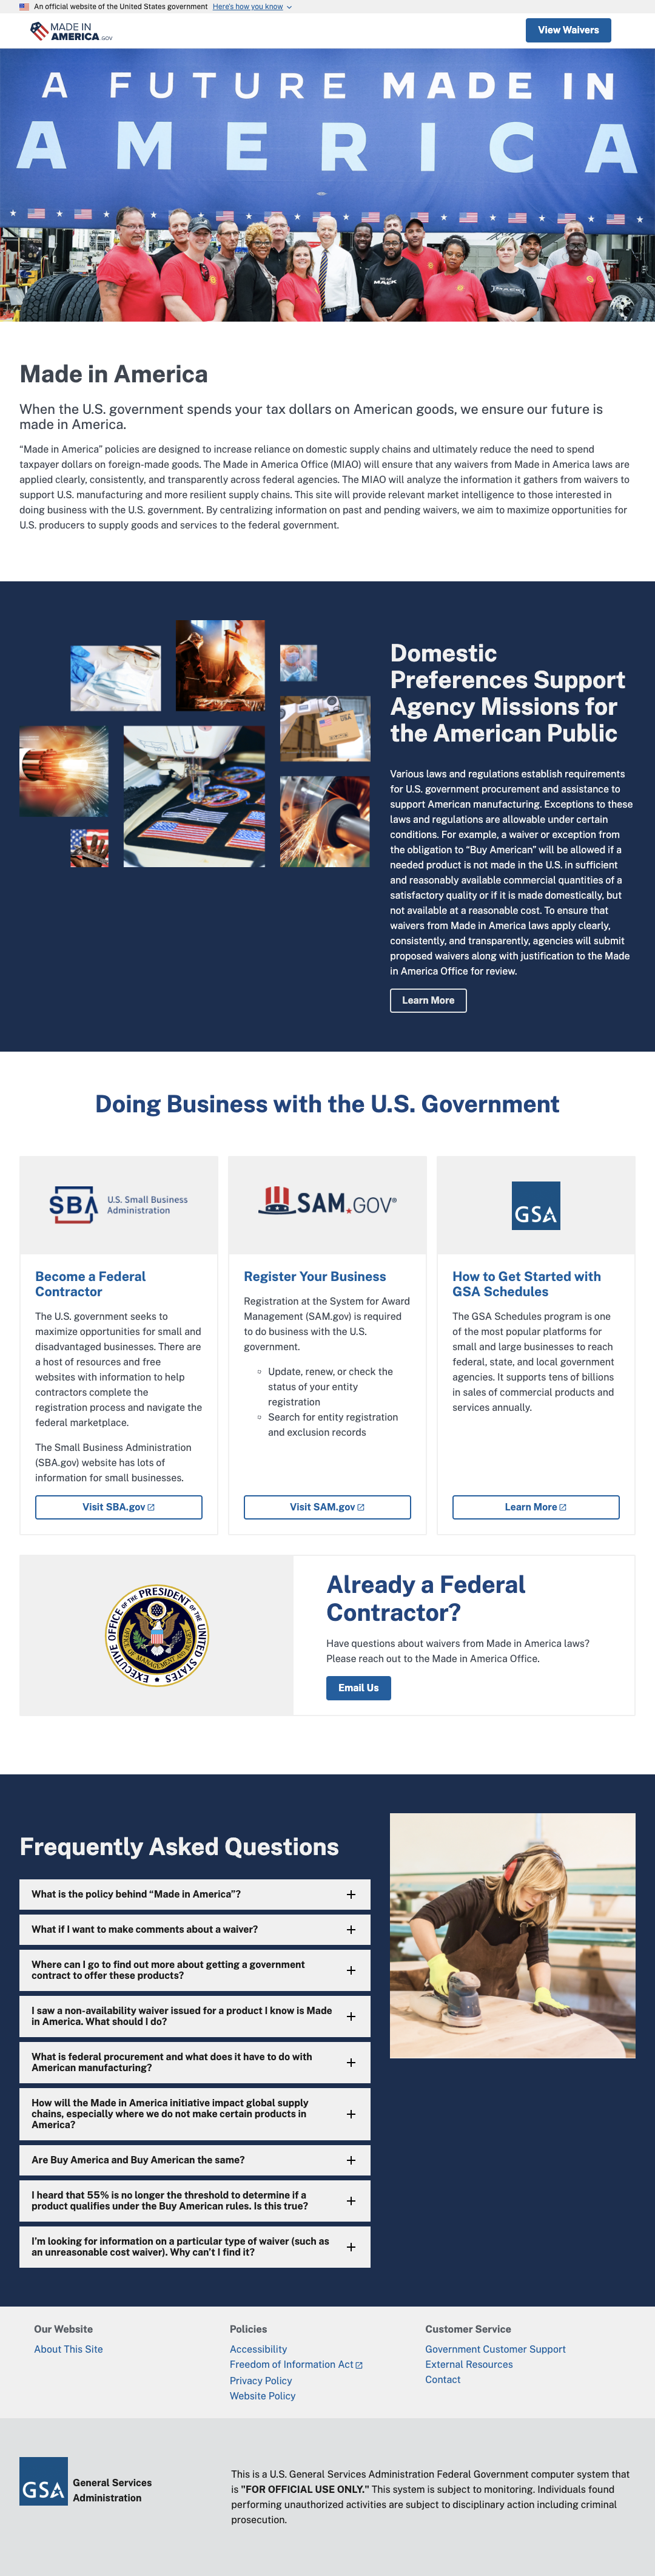 An official website of the United States government Here's how you know
MADE IN
AMERICA.GOV
View Waivers
A FUTURE MADE IN
AMERICA
MACK
Made in America
When the U.S. government spends your tax dollars on American goods, we ensure our future is
made in America.
“Made in America” policies are designed to increase reliance on domestic supply chains and ultimately reduce the need to spend
taxpayer dollars on foreign-made goods. The Made in America Office (MIAO) will ensure that any waivers from Made in America laws are
applied clearly, consistently, and transparently across federal agencies. The MIAO will analyze the information it gathers from waivers to
support U.S. manufacturing and more resilient supply chains. This site will provide relevant market intelligence to those interested in
doing business with the U.S. government. By centralizing information on past and pending waivers, we aim to maximize opportunities for
U.S. producers to supply goods and services to the federal government.
Domestic
Preferences Support
Agency Missions for
the American Public
Various laws and regulations establish requirements
for U.S. government procurement and assistance to
support American manufacturing. Exceptions to these
laws and regulations are allowable under certain
conditions. For example, a waiver or exception from
the obligation to “Buy American” will be allowed if a
needed product is not made in the U.S. in sufficient
and reasonably available commercial quantities of a
satisfactory quality or if it is made domestically, but
not available at a reasonable cost. To ensure that
waivers from Made in America laws apply clearly,
consistently, and transparently, agencies will submit
proposed waivers along with justification to the Made
in America Office for review.
Learn More
Doing Business with the U.S. Government
SBA
U.S. Small Business
Administration
Become a Federal
Contractor
The U.S. government seeks to
maximize opportunities for small and
disadvantaged businesses. There are
a host of resources and free
websites with information to help
contractors complete the
registration process and navigate the
federal marketplace.
The Small Business Administration
(SBA.gov) website has lots of
information for small businesses.
Visit SBA.gov
SAM.GOV®
Register Your Business
Registration at the System for Award
Management (SAM.gov) is required
to do business with the U.S.
government.
Update, renew, or check the
status of your entity
registration
Search for entity registration
and exclusion records
Visit SAM.gov
GSA
How to Get Started with
GSA Schedules
The GSA Schedules program is one
of the most popular platforms for
small and large businesses to reach
federal, state, and local government
agencies. It supports tens of billions
in sales of commercial products and
services annually.
Learn More
EXECUTIVE OFFICE OF THE PRESIDENT OF THE UNITED STATES
OFFICE OF MANAGEMENT AND BUDGET
Already a Federal
Contractor?
Have questions about waivers from Made in America laws?
Please reach out to the Made in America Office.
Email Us
Frequently Asked Questions
What is the policy behind “Made in America”?
What if I want to make comments about a waiver?
Where can I go to find out more about getting a government
contract to offer these products?
I saw a non-availability waiver issued for a product I know is Made
in America. What should I do?
What is federal procurement and what does it have to do with
American manufacturing?
How will the Made in America initiative impact global supply
chains, especially where we do not make certain products in
America?
Are Buy America and Buy American the same?
I heard that 55% is no longer the threshold to determine if a
product qualifies under the Buy American rules. Is this true?
I’m looking for information on a particular type of waiver (such as
an unreasonable cost waiver). Why can’t I find it?
Our Website
About This Site
Policies
Accessibility
Freedom of Information Act
Privacy Policy
Website Policy
Customer Service
Government Customer Support
External Resources
Contact
GSA
General Services
Administration
This is a U.S. General Services Administration Federal Government computer system that
is "FOR OFFICIAL USE ONLY." This system is subject to monitoring. Individuals found
performing unauthorized activities are subject to disciplinary action including criminal
prosecution.